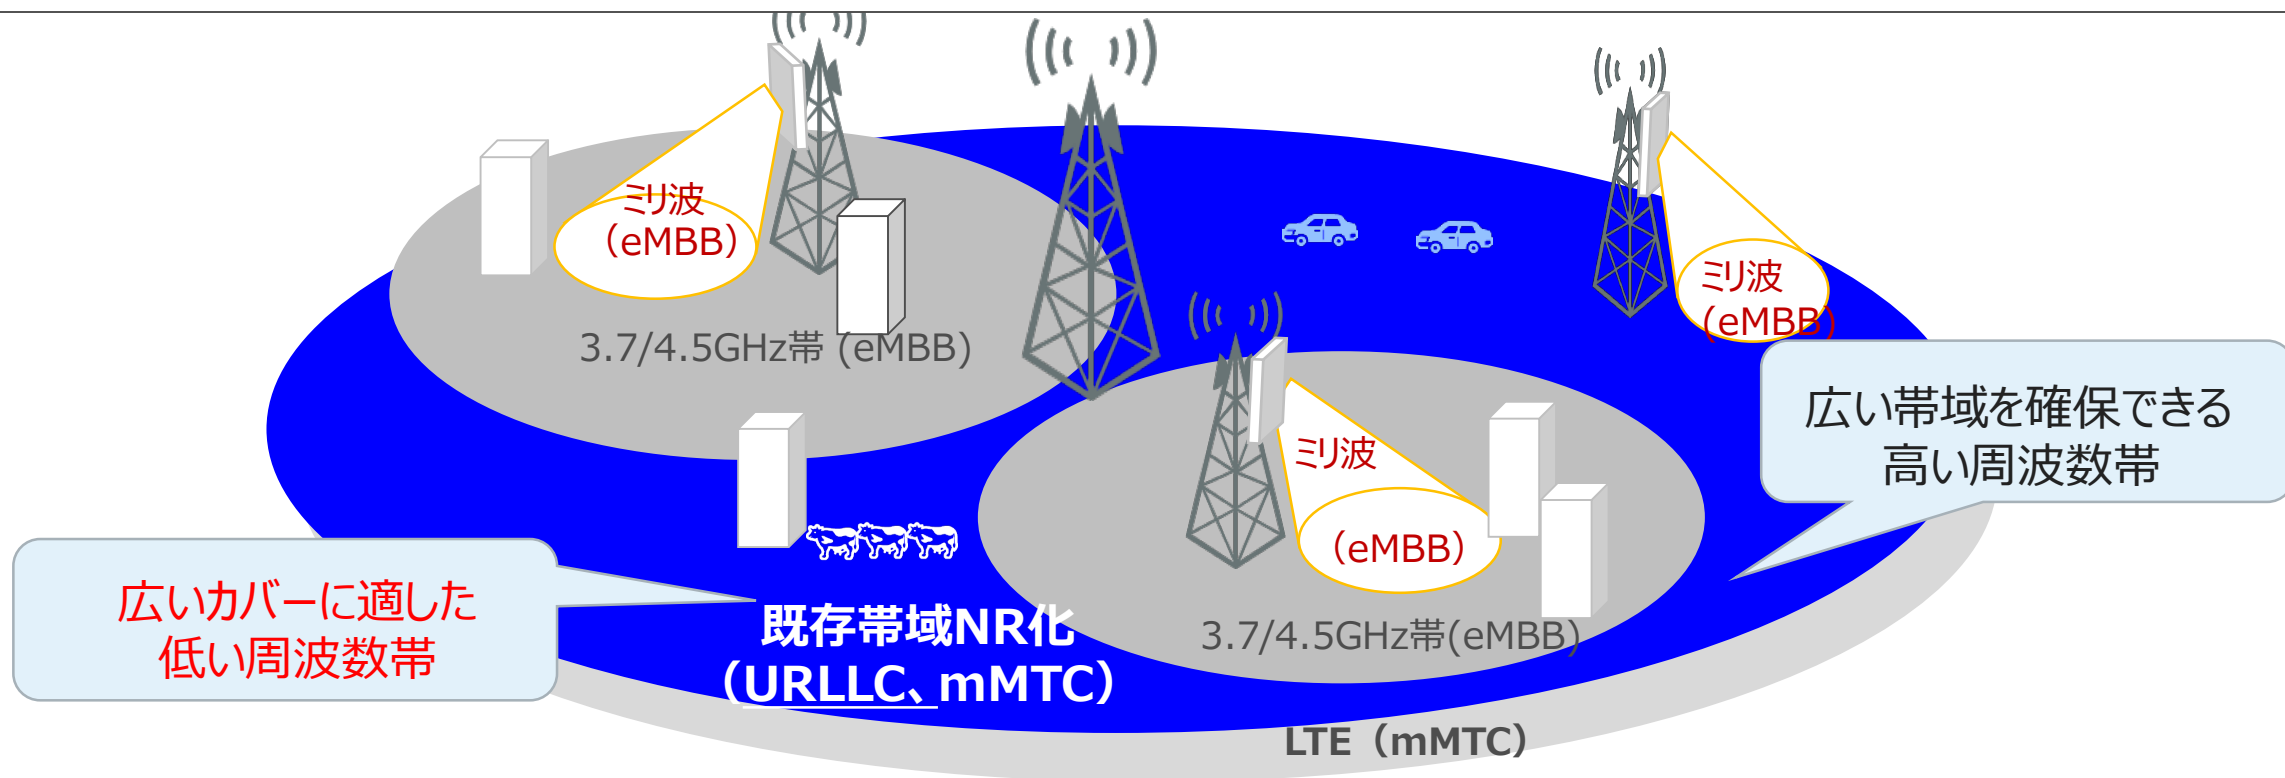 ミリ波
（eMBB）
3.7/4.5GHz帯 (eMBB)
ミリ波
(eMBB)
広い帯域を確保できる
高い周波数帯
ミリ波
（eMBB）
3.7/4.5GHz帯(eMBB)
広いカバーに適した
低い周波数帯
既存帯域NR化
（URLLC、mMTC）
LTE（mMTC）